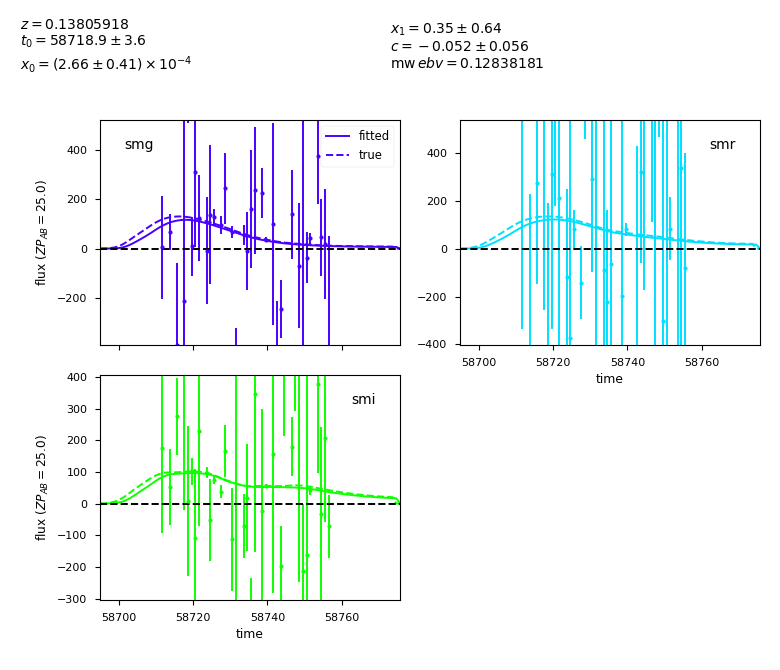 z = 0.13805918
t₀ = 58718.9 ± 3.6
x₀ = (2.66 ± 0.41) × 10⁻⁴
x₁ = 0.35 ± 0.64
c = −0.052 ± 0.056
mw ebv = 0.12838181
smg
fitted
true
flux (ZP_AB = 25.0)
400
200
0
−200
smr
400
200
0
−200
−400
58700 58720 58740 58760
time
smi
flux (ZP_AB = 25.0)
400
300
200
100
0
−100
−200
−300
58700 58720 58740 58760
time